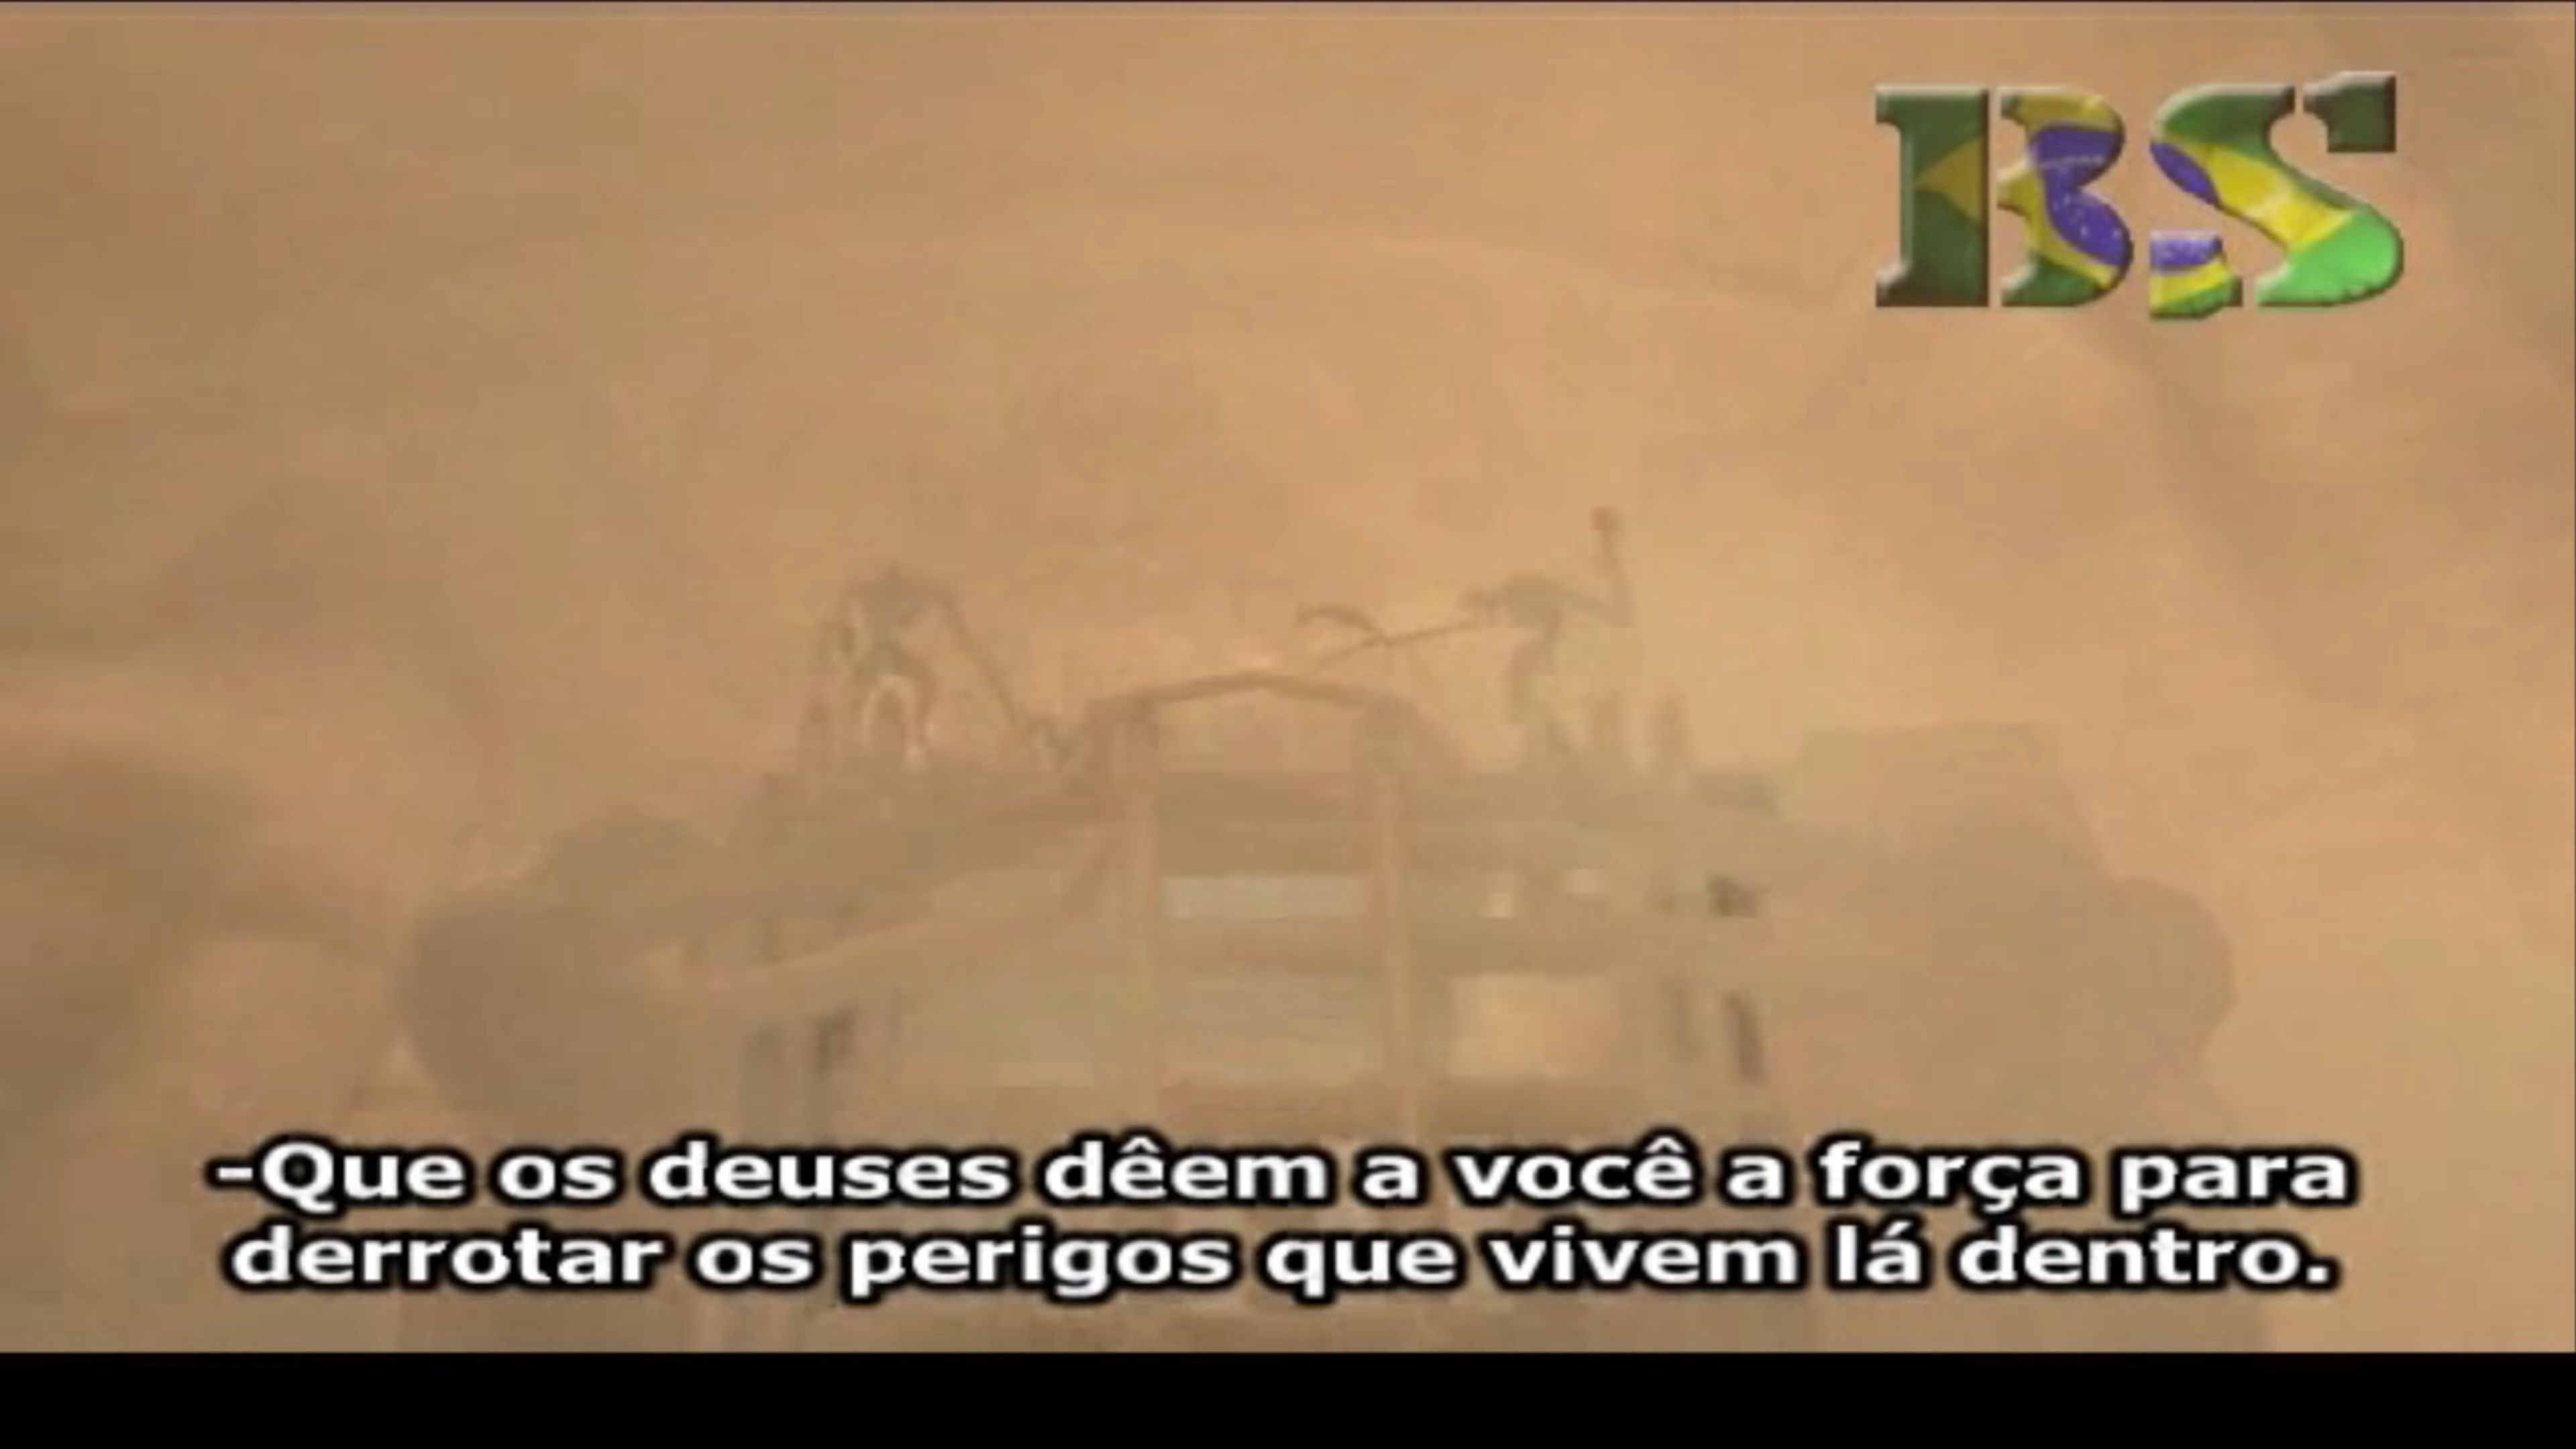 BS
-Que os deuses dêem a você a força para
derrotar os perigos que vivem lá dentro.